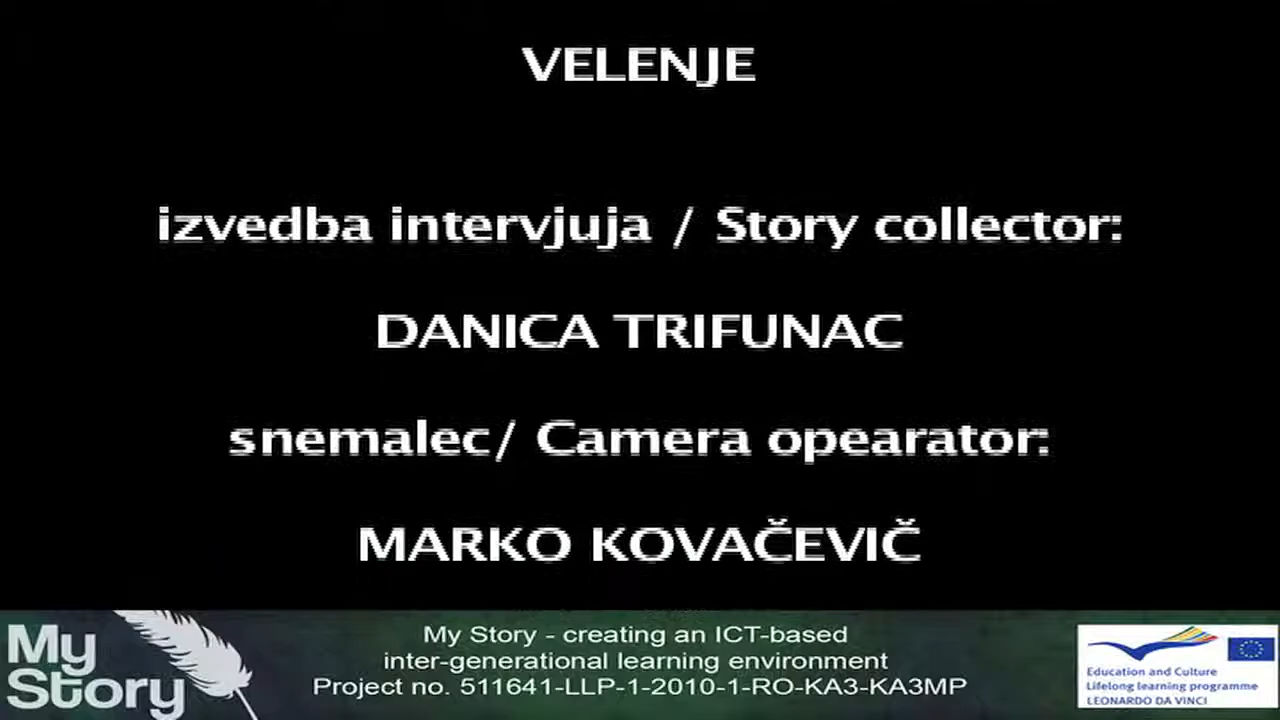 VELENJE
izvedba intervjuja / Story collector:
DANICA TRIFUNAC
snemalec/ Camera opearator:
MARKO KOVAČEVIČ
My Story
My Story - creating an ICT-based
inter-generational learning environment
Project no. 511641-LLP-1-2010-1-RO-KA3-KA3MP
Education and Culture
Lifelong learning programme
LEONARDO DA VINCI